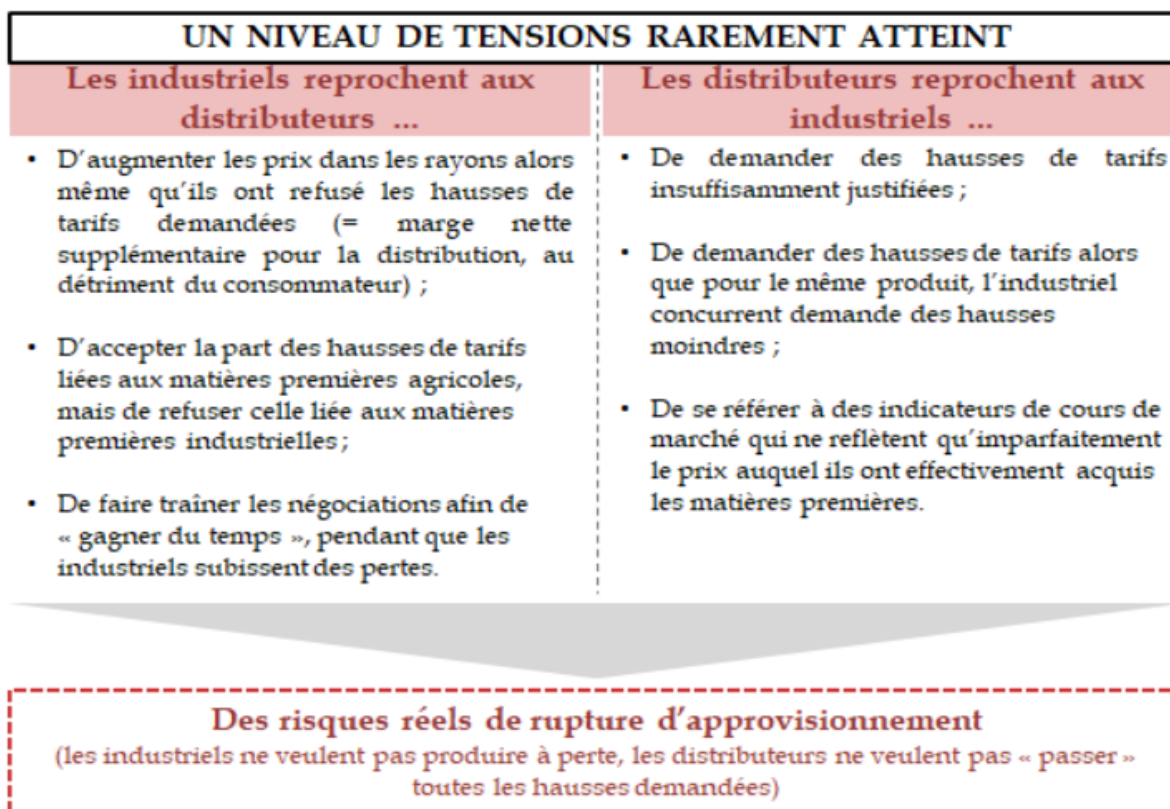 UN NIVEAU DE TENSIONS RAREMENT ATTEINT
Les industriels reprochent aux
distributeurs ...
• D'augmenter les prix dans les rayons alors
même qu'ils ont refusé les hausses de
tarifs demandées (= marge nette
supplémentaire pour la distribution, au
détriment du consommateur) ;
• D'accepter la part des hausses de tarifs
liées aux matières premières agricoles,
mais de refuser celle liée aux matières
premières industrielles ;
• De faire traîner les négociations afin de
« gagner du temps », pendant que les
industriels subissent des pertes.
Les distributeurs reprochent aux
industriels ...
• De demander des hausses de tarifs
insuffisamment justifiées ;
• De demander des hausses de tarifs alors
que pour le même produit, l'industriel
concurrent demande des hausses
moindres ;
• De se référer à des indicateurs de cours de
marché qui ne reflètent qu'imparfaitement
le prix auquel ils ont effectivement acquis
les matières premières.
Des risques réels de rupture d'approvisionnement
(les industriels ne veulent pas produire à perte, les distributeurs ne veulent pas « passer »
toutes les hausses demandées)